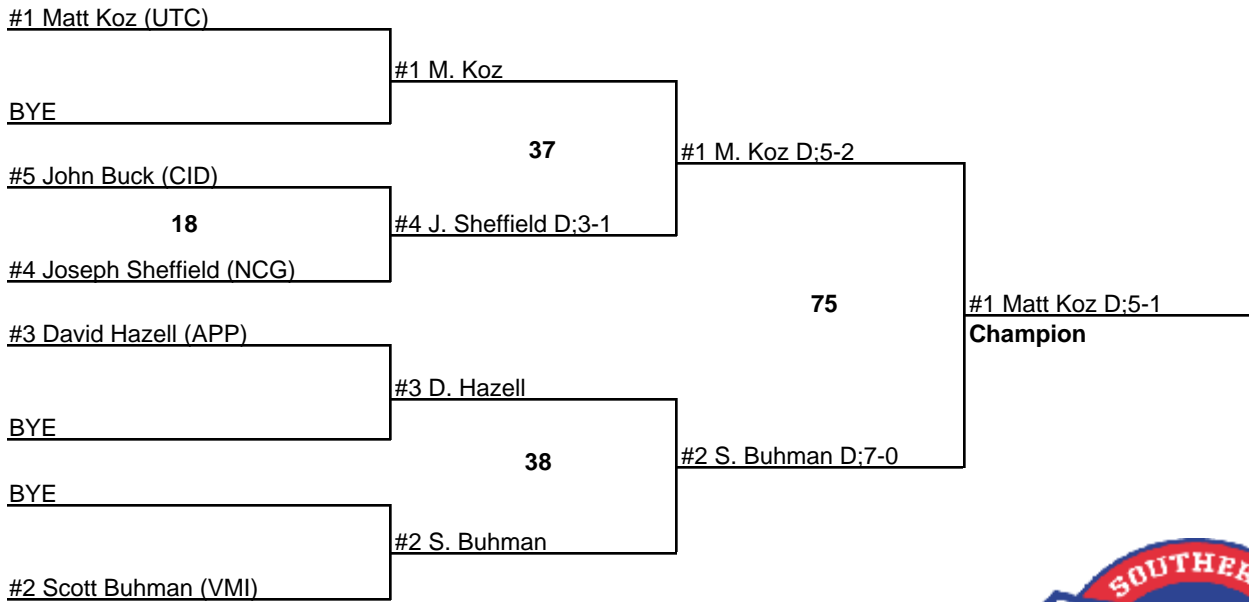 #1 Matt Koz (UTC)
#1 M. Koz
BYE
37
#1 M. Koz D;5-2
#5 John Buck (CID)
18
#4 J. Sheffield D;3-1
#4 Joseph Sheffield (NCG)
75
#1 Matt Koz D;5-1
Champion
#3 David Hazell (APP)
#3 D. Hazell
BYE
38
#2 S. Buhman D;7-0
BYE
#2 S. Buhman
#2 Scott Buhman (VMI)